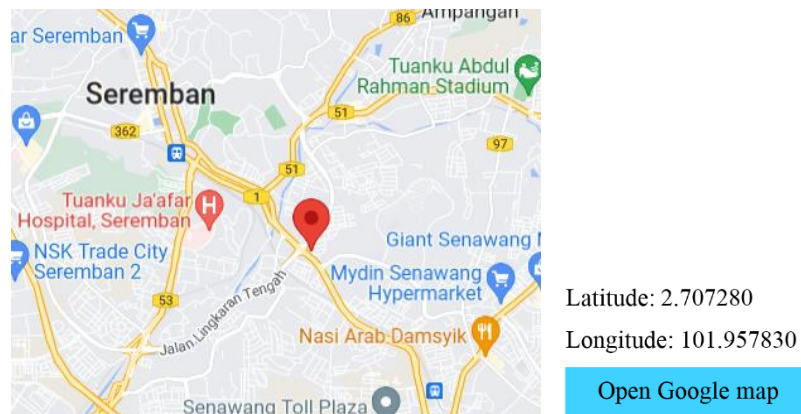 86
Ampangan
ar Seremban
Tuanku Abdul
Rahman Stadium
Seremban
51
362
97
51
1
Tuanku Ja'afar
Hospital, Seremban
H
NSK Trade City
Seremban 2
Giant Senawang
Mydin Senawang
Hypermarket
53
Jalan Lingkaran Tengah
Nasi Arab Damsyik
Senawang Toll Plaza
Latitude: 2.707280
Longitude: 101.957830
Open Google map